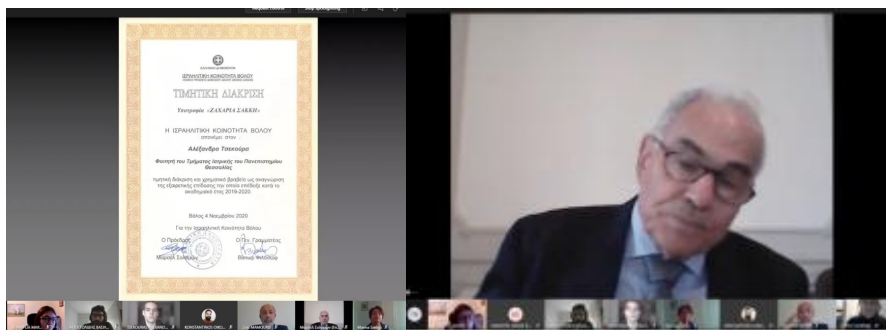 ΙΣΡΑΗΛΙΤΙΚΗ ΚΟΙΝΟΤΗΤΑ ΒΟΛΟΥ
ΤΙΜΗΤΙΚΗ ΔΙΑΚΡΙΣΗ
Υποτροφία «ΖΑΧΑΡΙΑ ΣΑΚΚΗ»
Η ΙΣΡΑΗΛΙΤΙΚΗ ΚΟΙΝΟΤΗΤΑ ΒΟΛΟΥ
απονέμει στον
Αλέξανδρο Τσεκούρα
Φοιτητή του Τμήματος Ιατρικής του Πανεπιστημίου
Θεσσαλίας
τιμητική διάκριση και χρηματικό βραβείο ως αναγνώριση
της εξαιρετικής επίδοσης την οποία επέδειξε κατά το
ακαδημαϊκό έτος 2019-2020
Βόλος 4 Νοεμβρίου 2020
Για την Ισραηλιτική Κοινότητα Βόλου
Ο Πρόεδρος Ο Γεν. Γραμματέας
Μαρσέλ Σολομών
KONSTANTINOS